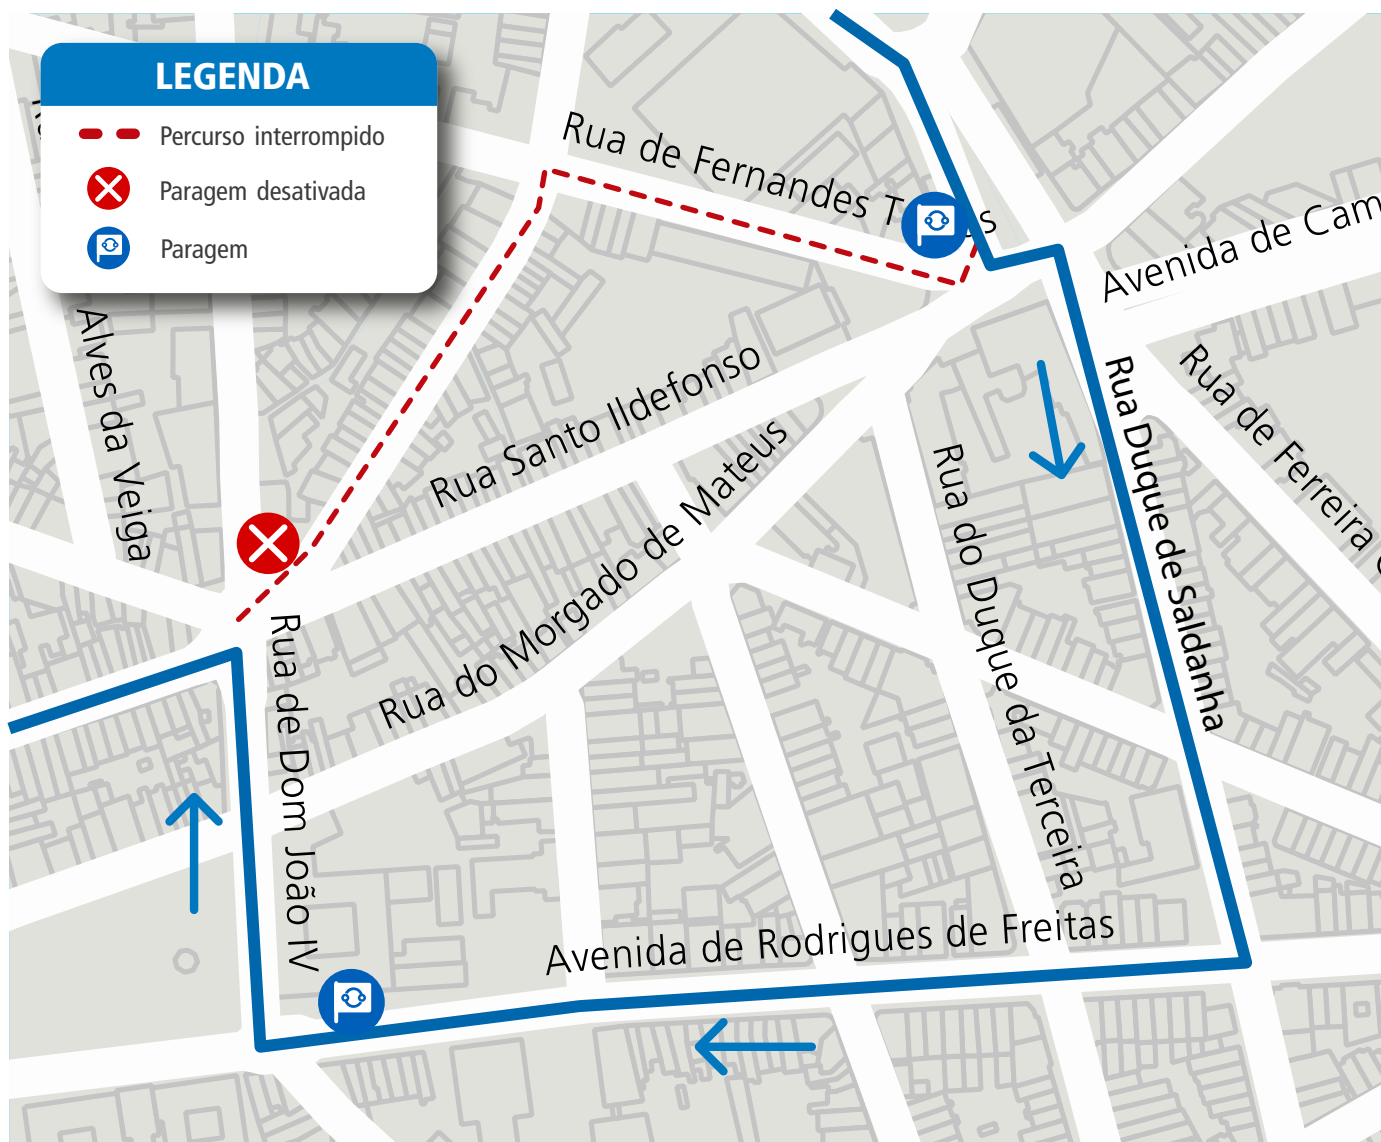 LEGENDA
Percurso interrompido
Paragem desativada
Paragem
Rua de Fernandes
Avenida de Cam
Alves da Veiga
Rua Santo Ildefonso
Rua do Morgado de Mateus
Rua Duque de Saldanha
Rua de Ferreira
Rua do Duque da Terceira
Rua de Dom João IV
Avenida de Rodrigues de Freitas